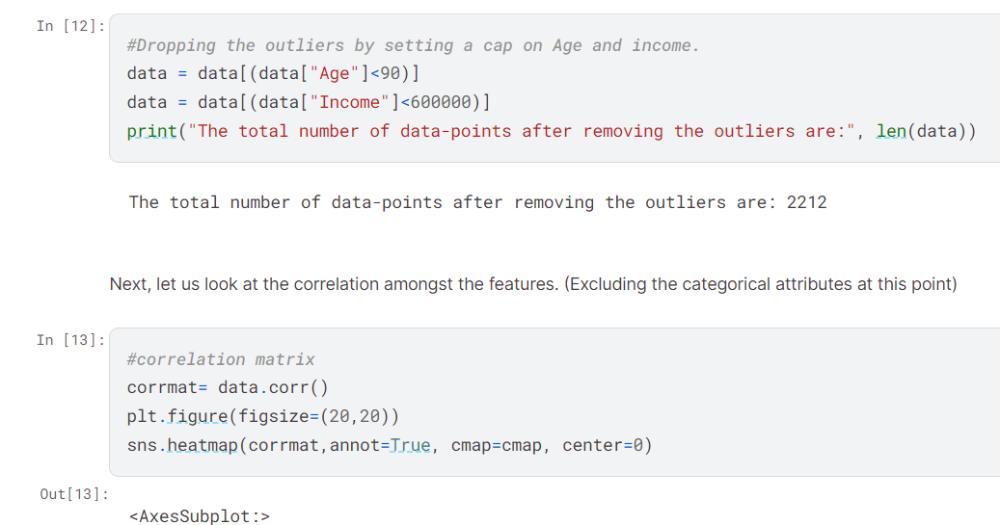 In [12]:
#Dropping the outliers by setting a cap on Age and income.
data = data[(data["Age"]<90)]
data = data[(data["Income"]<600000)]
print("The total number of data-points after removing the outliers are:", len(data))
The total number of data-points after removing the outliers are: 2212
Next, let us look at the correlation amongst the features. (Excluding the categorical attributes at this point)
In [13]:
#correlation matrix
corrmat= data.corr()
plt.figure(figsize=(20,20))
sns.heatmap(corrmat,annot=True, cmap=cmap, center=0)
Out[13]:
<AxesSubplot:>